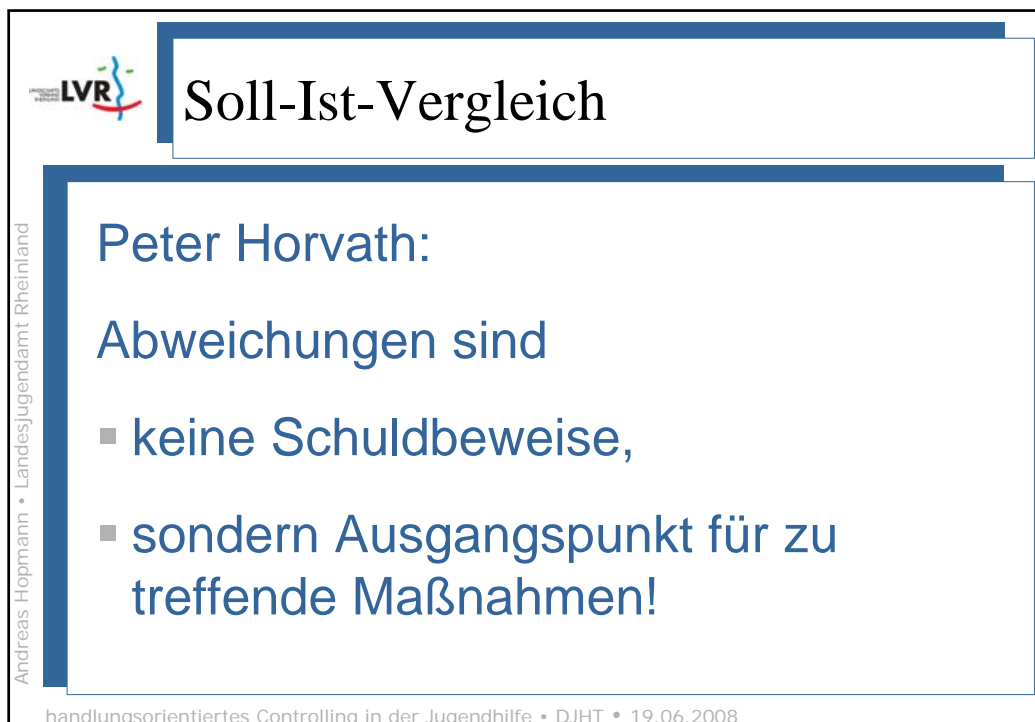 LVR
Soll-Ist-Vergleich
Peter Horvath:
Abweichungen sind
keine Schuldbeweise,
sondern Ausgangspunkt für zu
treffende Maßnahmen!
Andreas Hopmann • Landesjugendamt Rheinland
handlungsorientiertes Controlling in der Jugendhilfe • DJHT • 19.06.2008